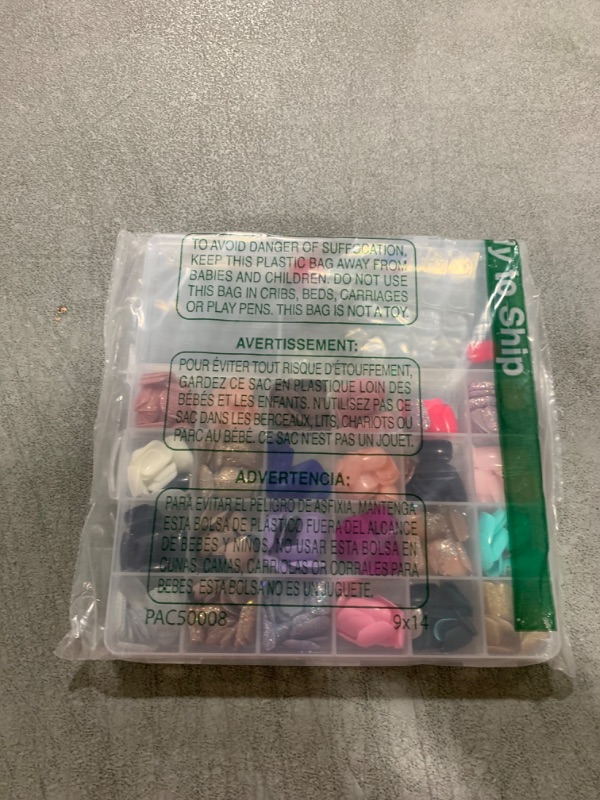 TO AVOID DANGER OF SUFFOCATION,
KEEP THIS PLASTIC BAG AWAY FROM
BABIES AND CHILDREN. DO NOT USE
THIS BAG IN CRIBS, BEDS, CARRIAGES
OR PLAY PENS. THIS BAG IS NOT A TOY.
AVERTISSEMENT:
POUR ÉVITER TOUT RISQUE D'ÉTOUFFEMENT,
GARDEZ CE SAC EN PLASTIQUE LOIN DES
BÉBÉS ET LES ENFANTS. N'UTILISEZ PAS CE
SAC DANS LES BERCEAUX, LITS, CHARIOTS OU
PARC AU BÉBÉ. CE SAC N'EST PAS UN JOUET.
ADVERTENCIA:
PARA EVITAR EL PELIGRO DE ASFIXIA, MANTENGA
ESTA BOLSA DE PLÁSTICO FUERA DEL ALCANCE
DE BEBES Y NIÑOS, NO USAR ESTA BOLSA EN
CUNAS, CAMAS, CARRIOLAS OR CORRALES PARA
BEBES. ESTA BOLSA NO ES UN JUGUETE.
PAC50008 9x14
y to Ship